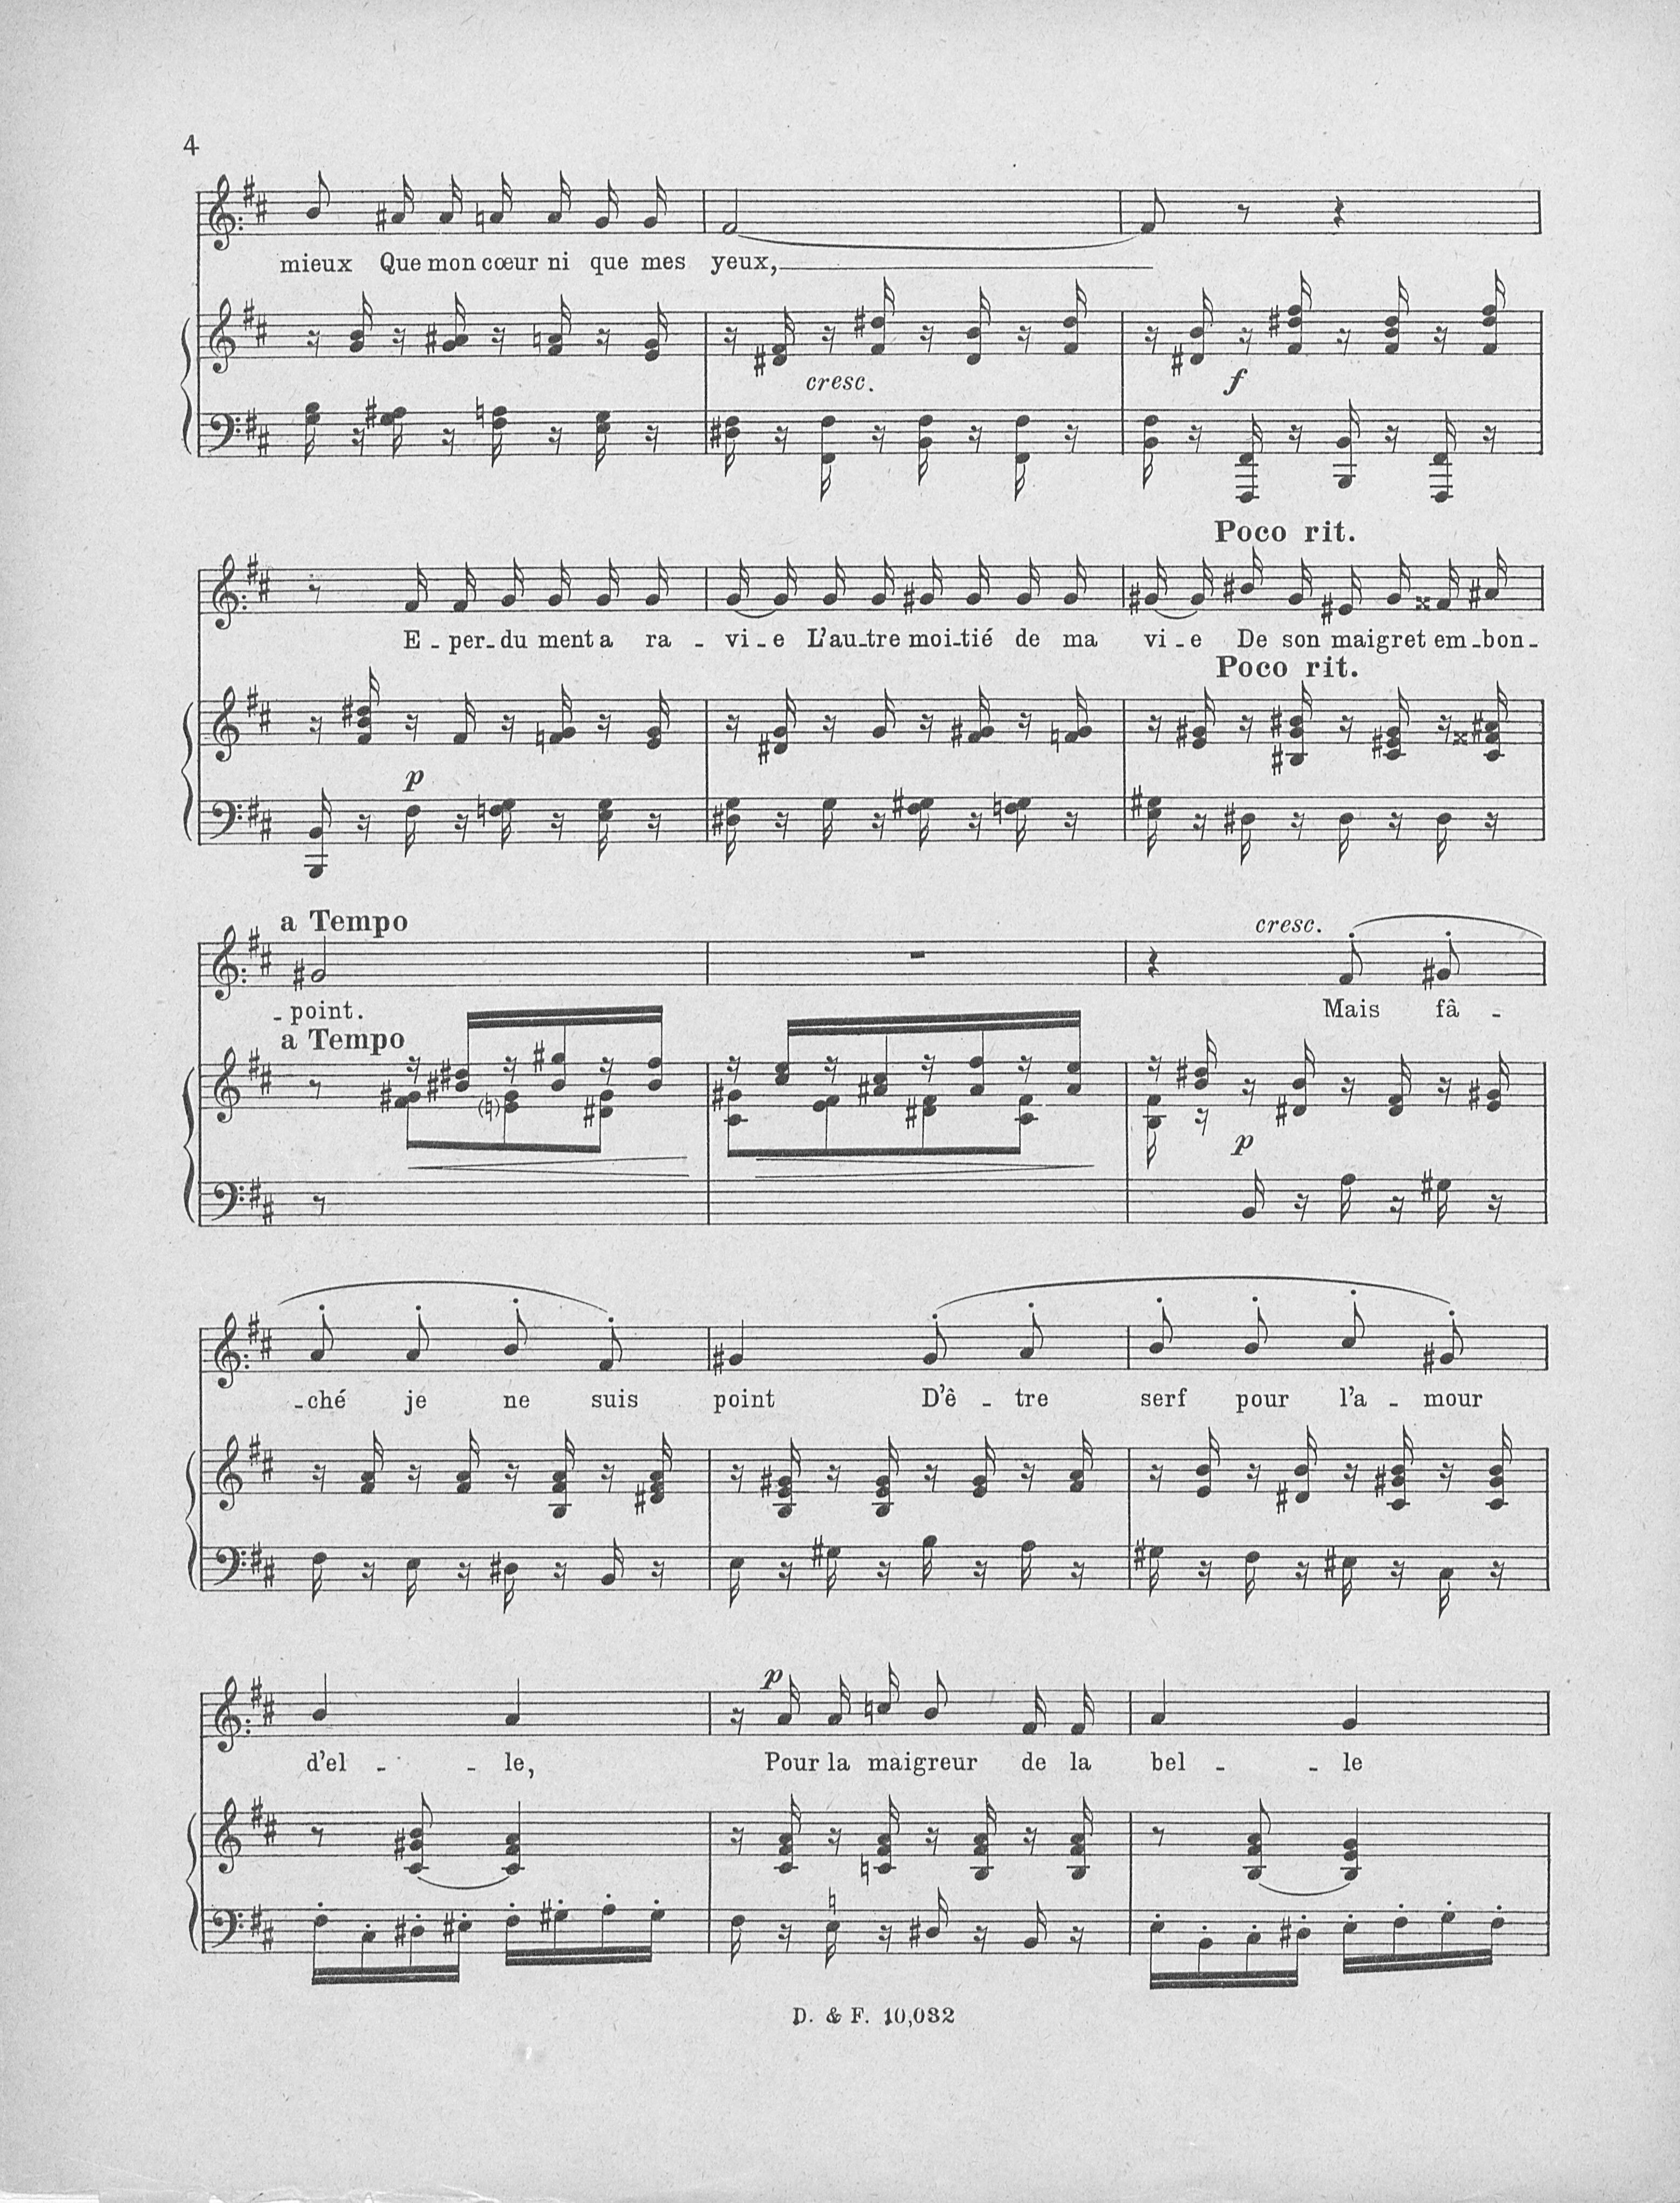 4
mieux Que mon cœur ni que mes yeux,
cresc.
f
Poco rit.
E - per - du ment a ra - vi - e L'au - tre moi - tié de ma vi - e De son maigret em - bon -
Poco rit.
p
a Tempo
cresc.
- point. Mais fâ -
a Tempo
p
- ché je ne suis point D'ê - tre serf pour l'a - mour
p
d'el - - le, Pour la maigreur de la bel - - le
D. & F. 10,032